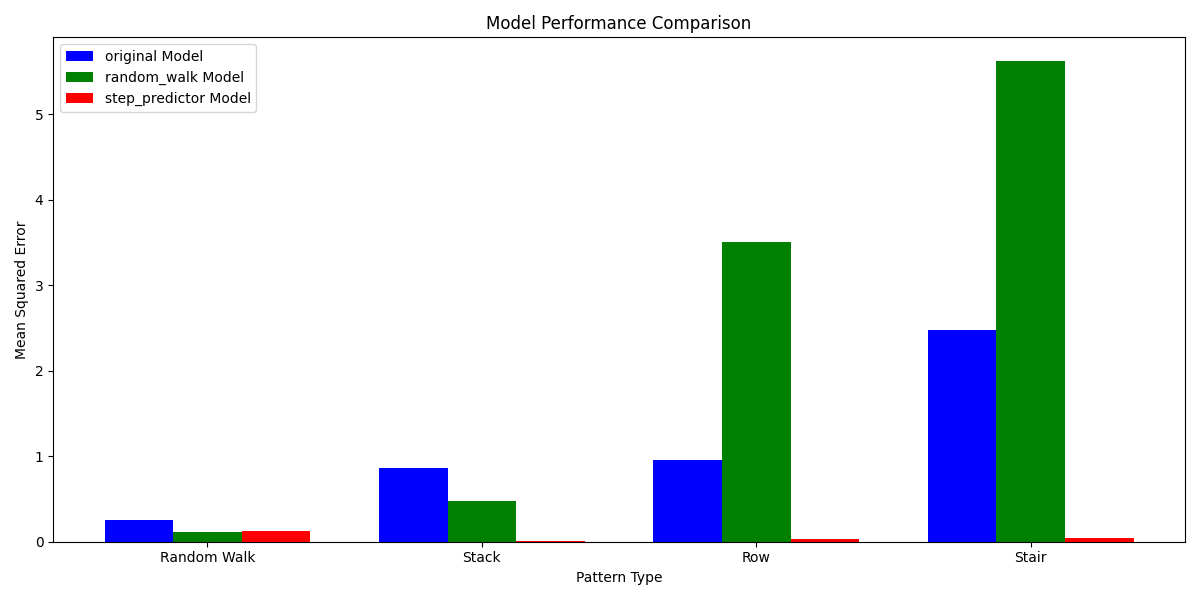 Model Performance Comparison
original Model
random_walk Model
step_predictor Model
Mean Squared Error
5
4
3
2
1
0
Random Walk Stack Row Stair
Pattern Type